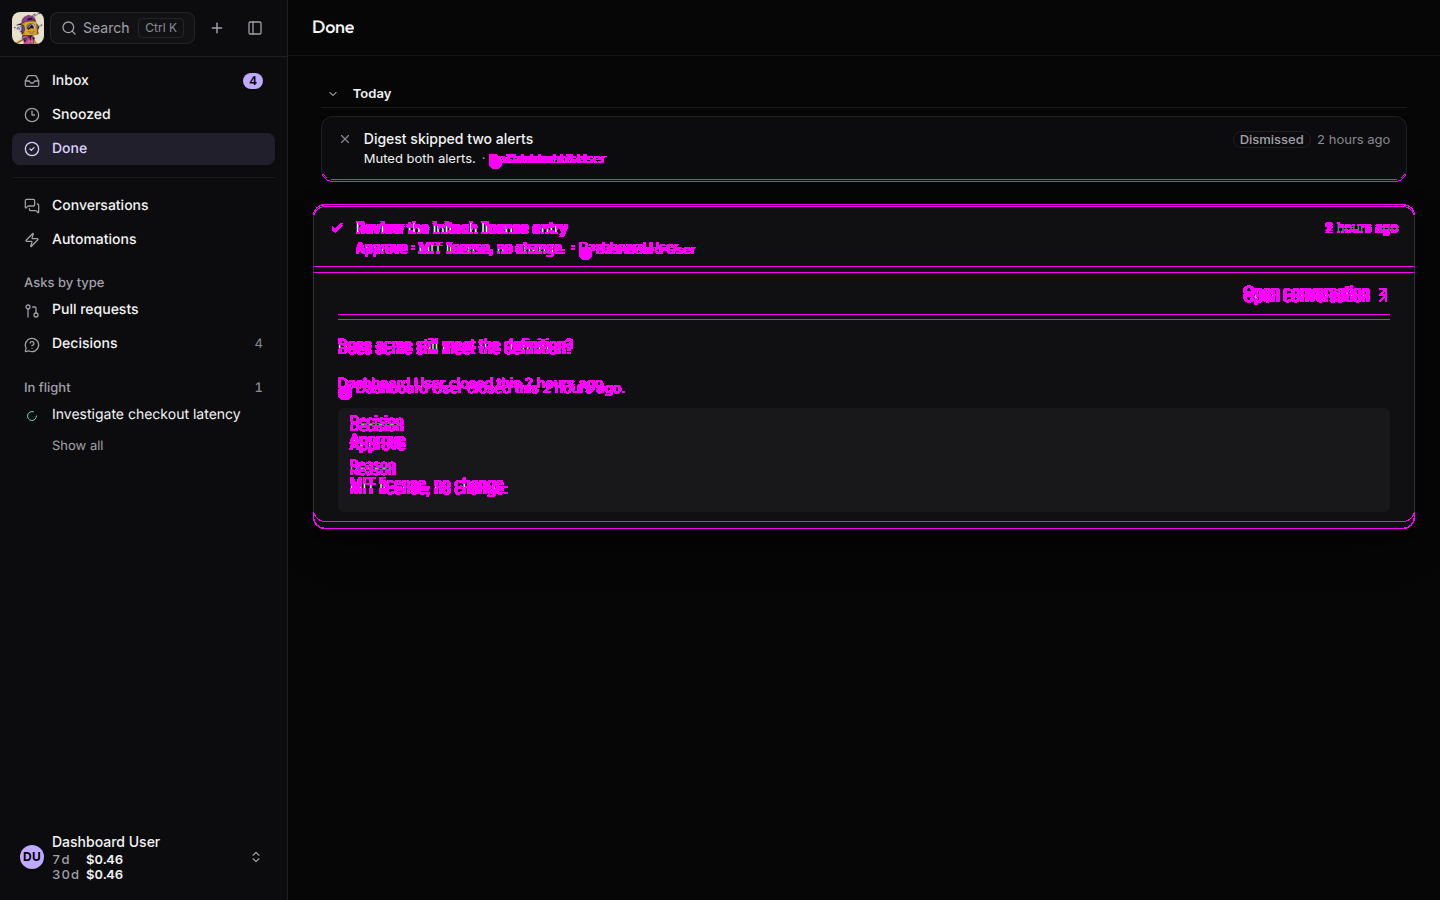 Search Ctrl K
Done
Inbox 4
Snoozed
Done
Conversations
Automations
Asks by type
Pull requests
Decisions 4
In flight 1
Investigate checkout latency
Show all
Dashboard User
7d $0.46
30d $0.46
DU
Today
Digest skipped two alerts
Dismissed 2 hours ago
Muted both alerts. · User
Review the license entry
2 hours ago
Approve · MIT license, no change. · Dashboard User
Open conversation
Does acme still meet the definition?
Dashboard User closed this 2 hours ago.
Decision
Approve
Reason
MIT license, no change.